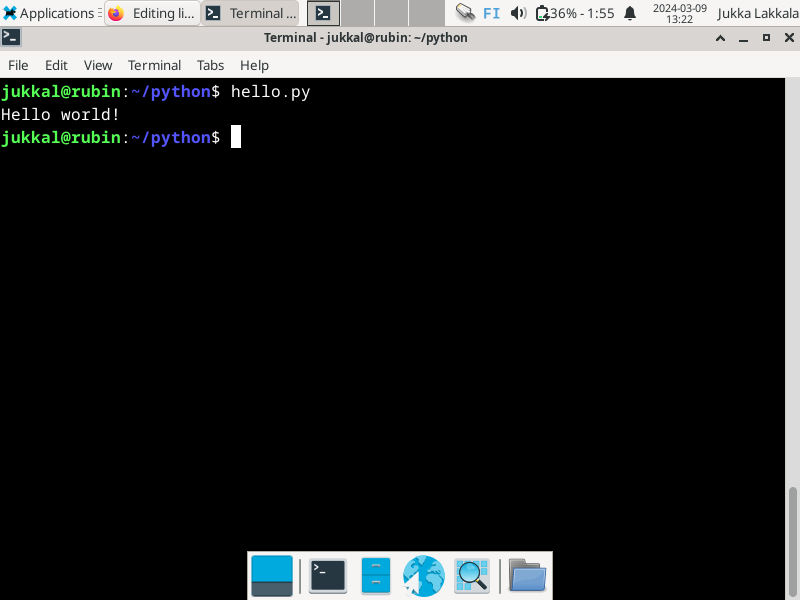 Applications Editing li... Terminal ... FI 36% - 1:55 2024-03-09 13:22 Jukka Lakkala
Terminal - jukkal@rubin: ~/python
File Edit View Terminal Tabs Help
jukkal@rubin:~/python$ hello.py
Hello world!
jukkal@rubin:~/python$